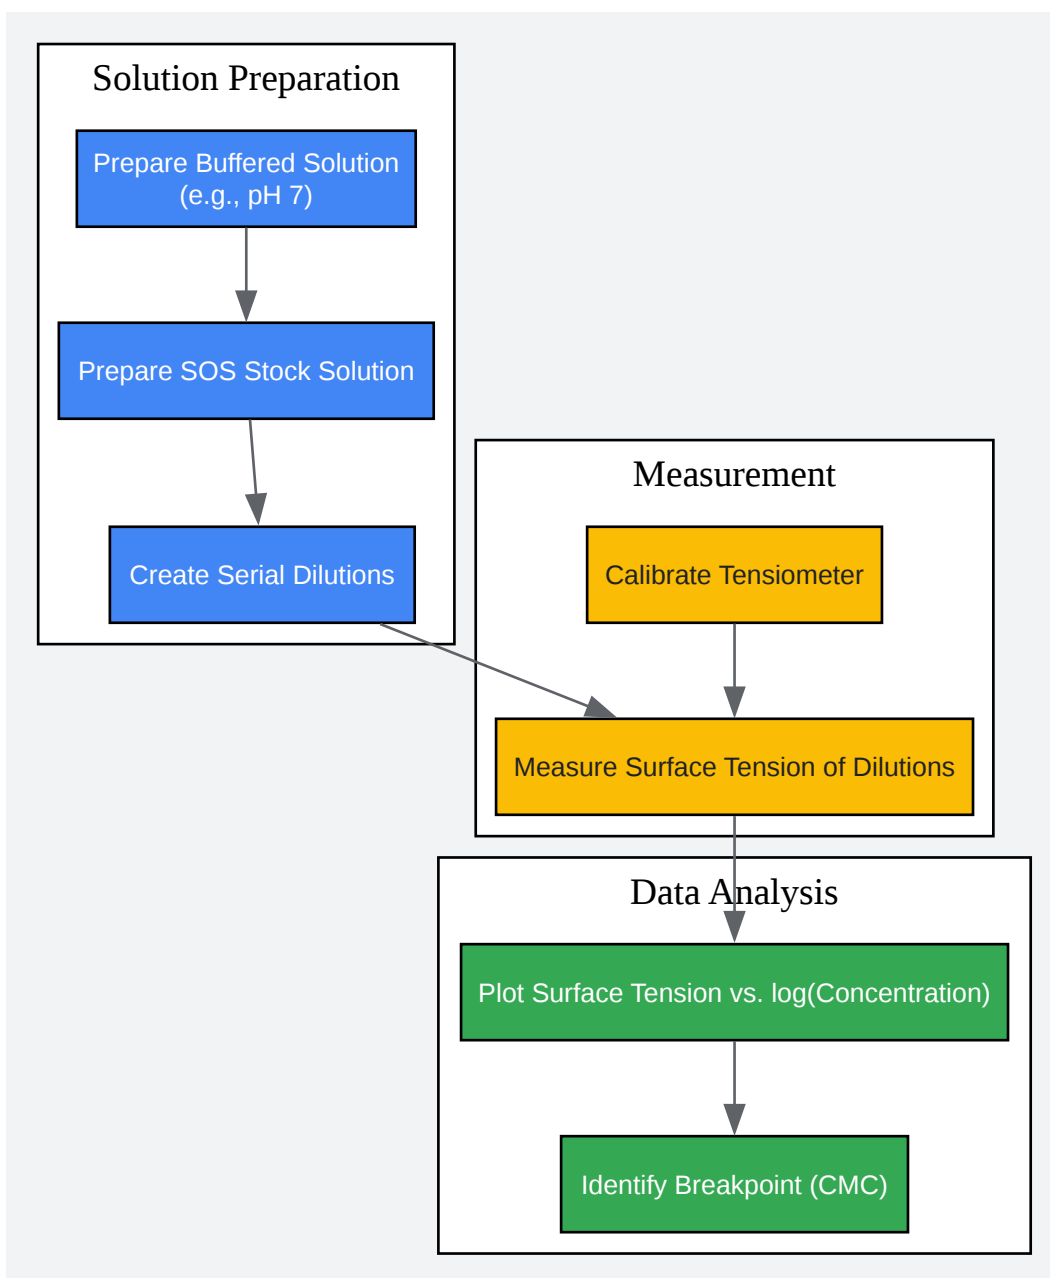 Solution Preparation
Prepare Buffered Solution
(e.g., pH 7)
Prepare SOS Stock Solution
Create Serial Dilutions
Measurement
Calibrate Tensiometer
Measure Surface Tension of Dilutions
Data Analysis
Plot Surface Tension vs. log(Concentration)
Identify Breakpoint (CMC)